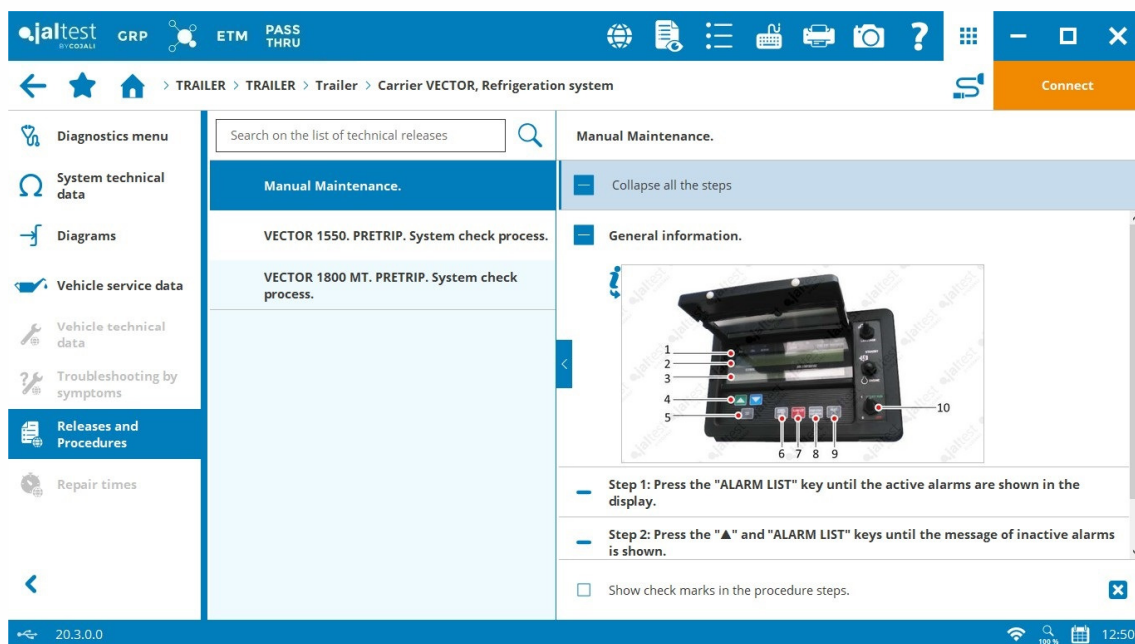 jaltest
BY COJALI
GRP
ETM
PASS
THRU
> TRAILER > TRAILER > Trailer > Carrier VECTOR, Refrigeration system
Connect
Diagnostics menu
System technical
data
Diagrams
Vehicle service data
Vehicle technical
data
Troubleshooting by
symptoms
Releases and
Procedures
Repair times
Search on the list of technical releases
Manual Maintenance.
VECTOR 1550. PRETRIP. System check process.
VECTOR 1800 MT. PRETRIP. System check
process.
Manual Maintenance.
Collapse all the steps
General information.
1
2
3
4
5
6 7 8 9
10
Step 1: Press the "ALARM LIST" key until the active alarms are shown in the
display.
Step 2: Press the "▲" and "ALARM LIST" keys until the message of inactive alarms
is shown.
Show check marks in the procedure steps.
20.3.0.0
100 %
12:50